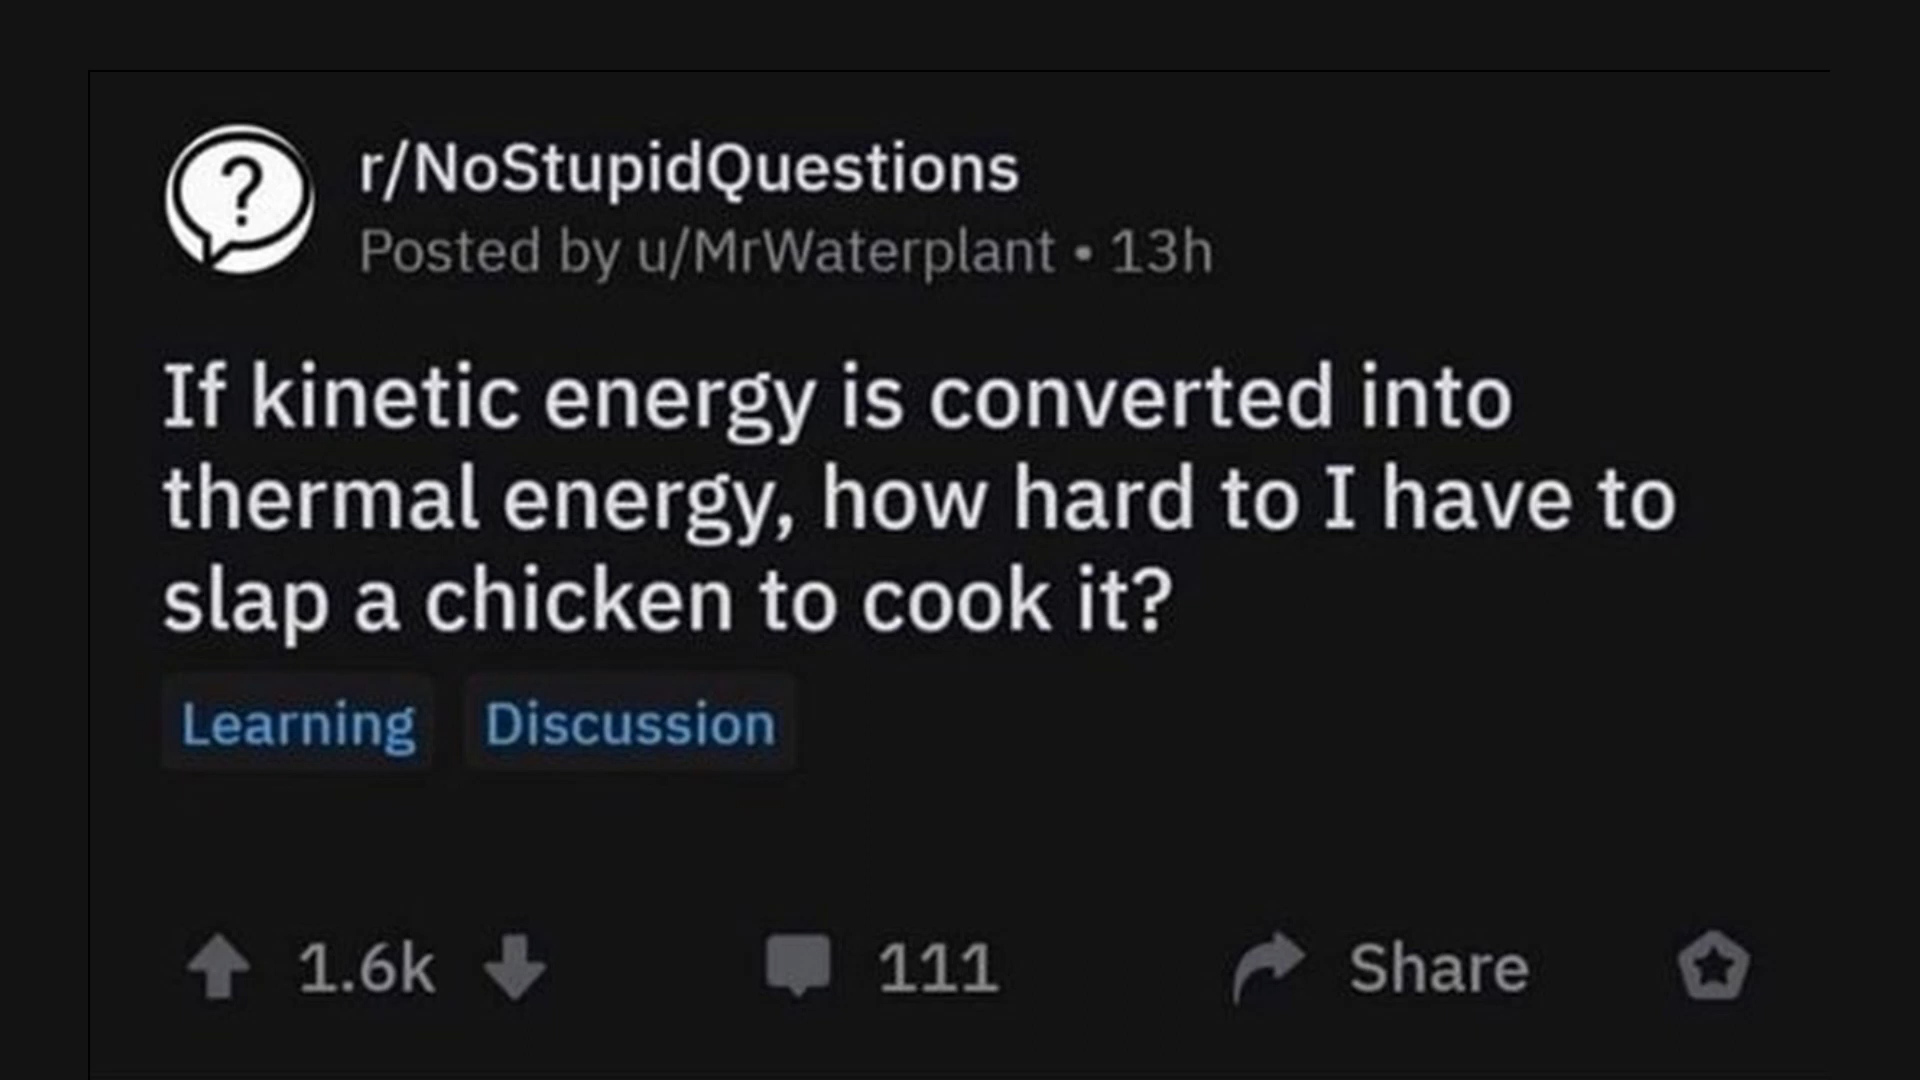 r/NoStupidQuestions
Posted by u/MrWaterplant • 13h
If kinetic energy is converted into
thermal energy, how hard to I have to
slap a chicken to cook it?
Learning Discussion
1.6k 111 Share